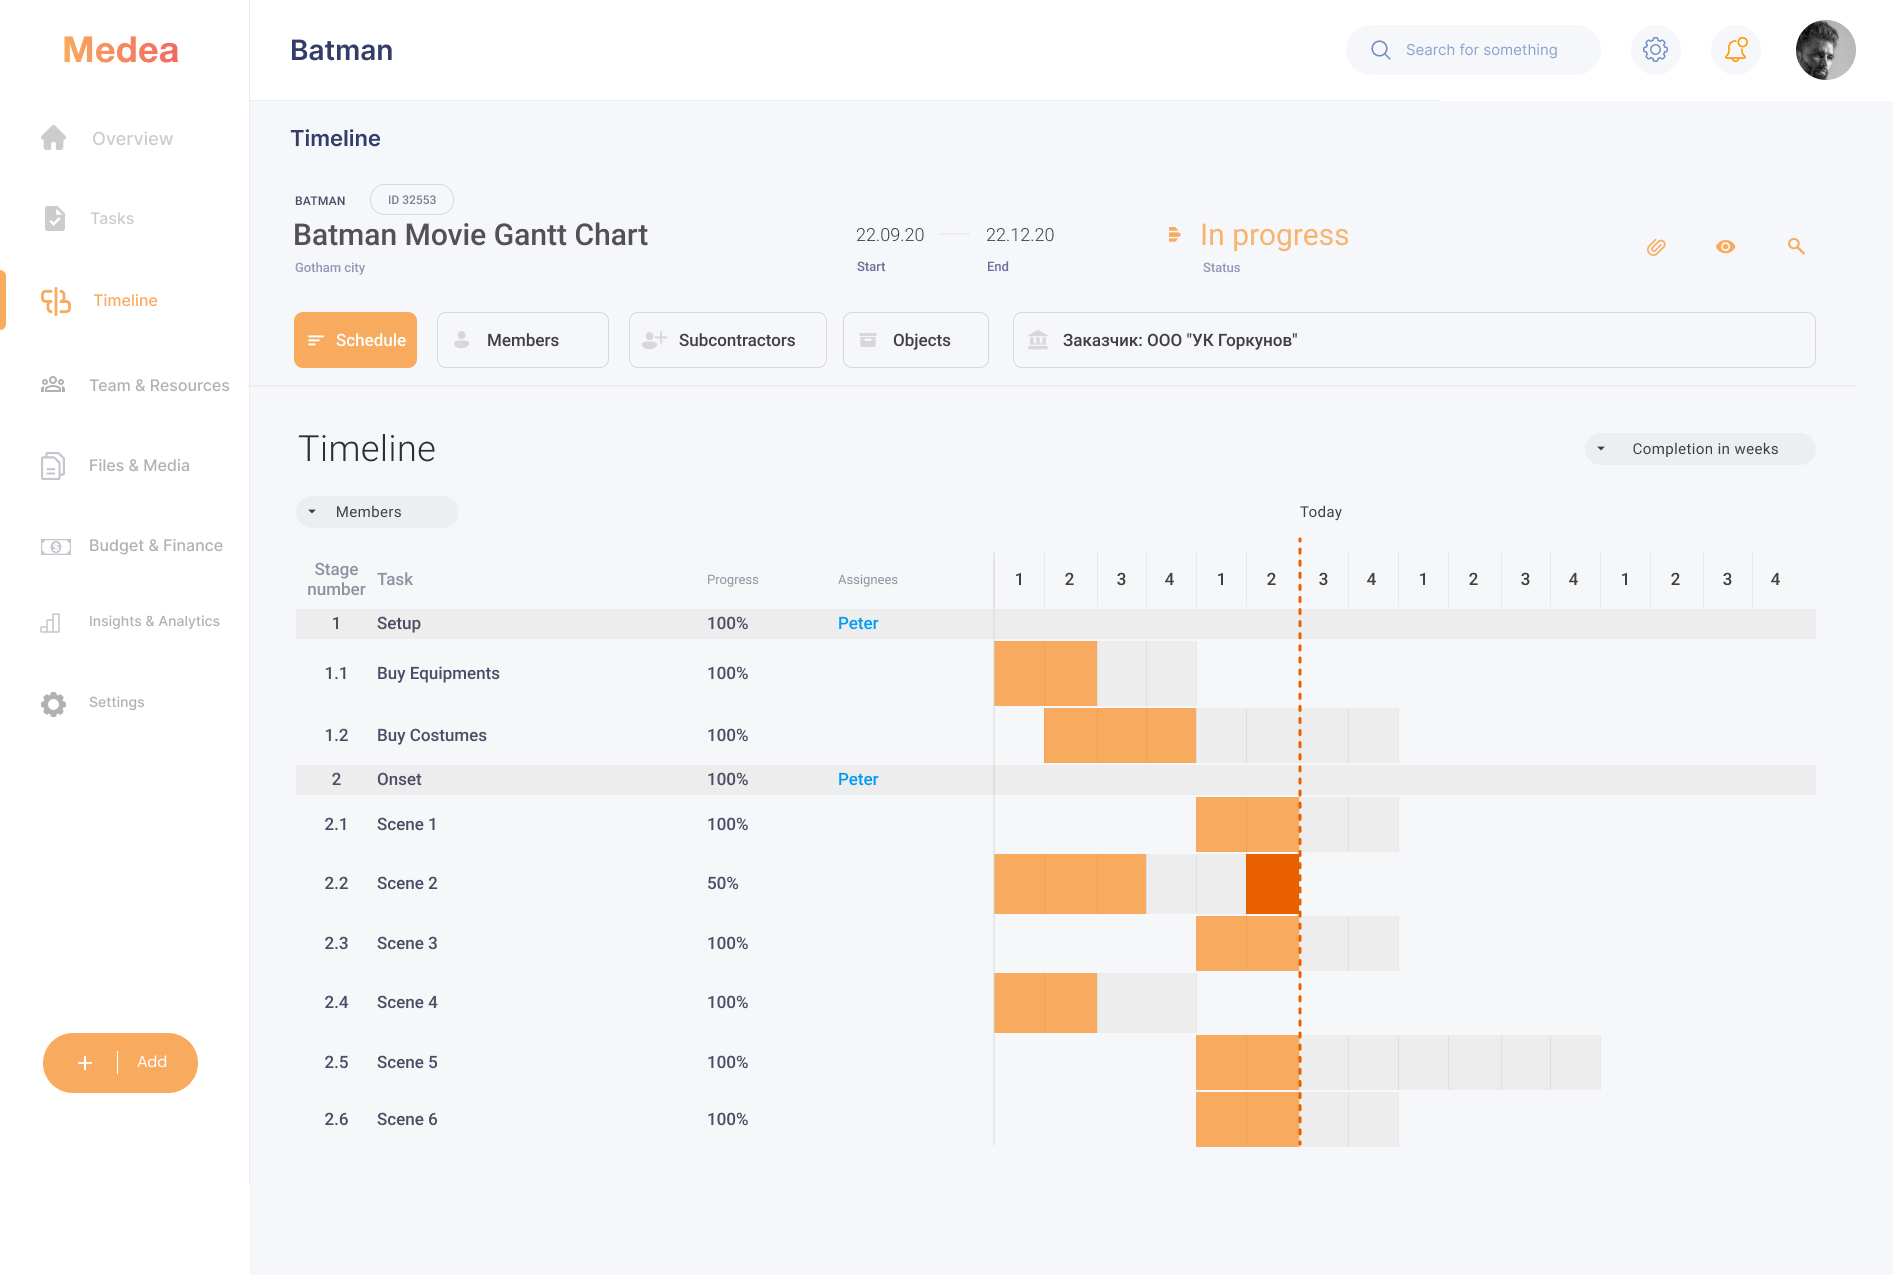 Medea
Batman
Search for something
Overview
Tasks
Timeline
Team & Resources
Files & Media
Budget & Finance
Insights & Analytics
Settings
+ Add
Timeline
BATMAN ID 32553
Batman Movie Gantt Chart
Gotham city
22.09.20 22.12.20
Start End
In progress
Status
Schedule Members Subcontractors Objects Заказчик: ООО "УК Горкунов"
Timeline
Completion in weeks
Members
Today
Stage number Task Progress Assignees 1 2 3 4 1 2 3 4 1 2 3 4 1 2 3 4
1 Setup 100% Peter
1.1 Buy Equipments 100%
1.2 Buy Costumes 100%
2 Onset 100% Peter
2.1 Scene 1 100%
2.2 Scene 2 50%
2.3 Scene 3 100%
2.4 Scene 4 100%
2.5 Scene 5 100%
2.6 Scene 6 100%